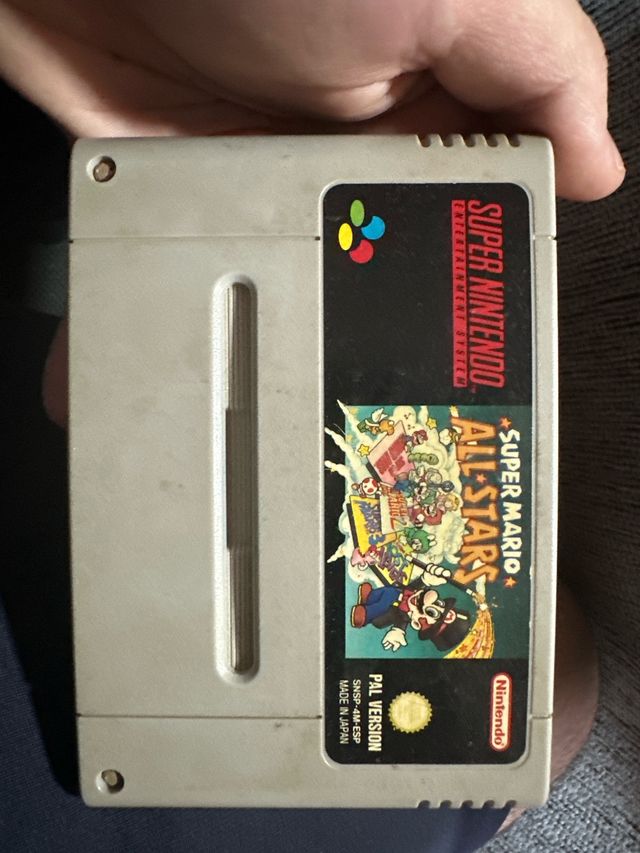 SUPER NINTENDO
ENTERTAINMENT SYSTEM
SUPER MARIO
ALL★STARS
Nintendo
PAL VERSION
SNSP-4M-ESP
MADE IN JAPAN